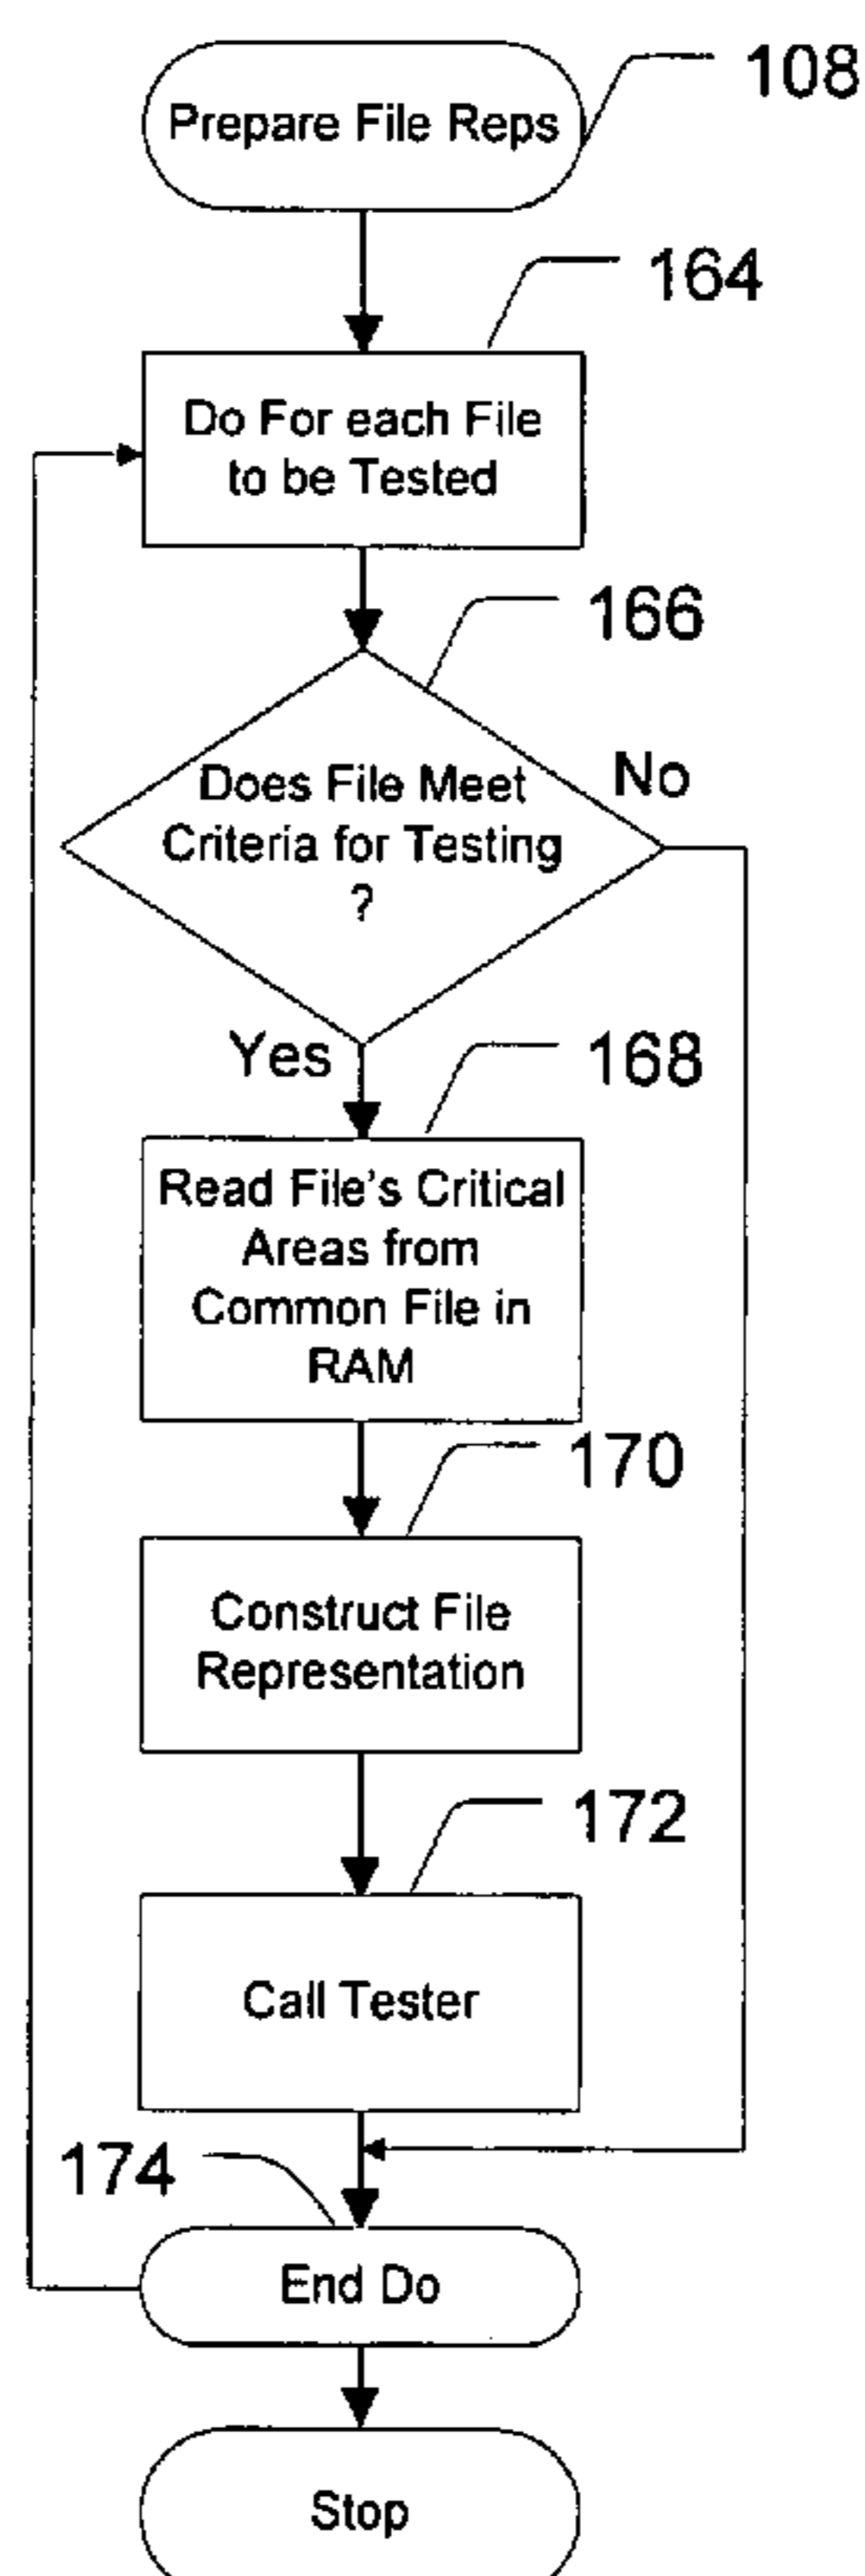 Prepare File Reps
108
164
Do For each File
to be Tested
166
Does File Meet
Criteria for Testing
?
No
Yes
168
Read File's Critical
Areas from
Common File in
RAM
170
Construct File
Representation
172
Call Tester
174
End Do
Stop